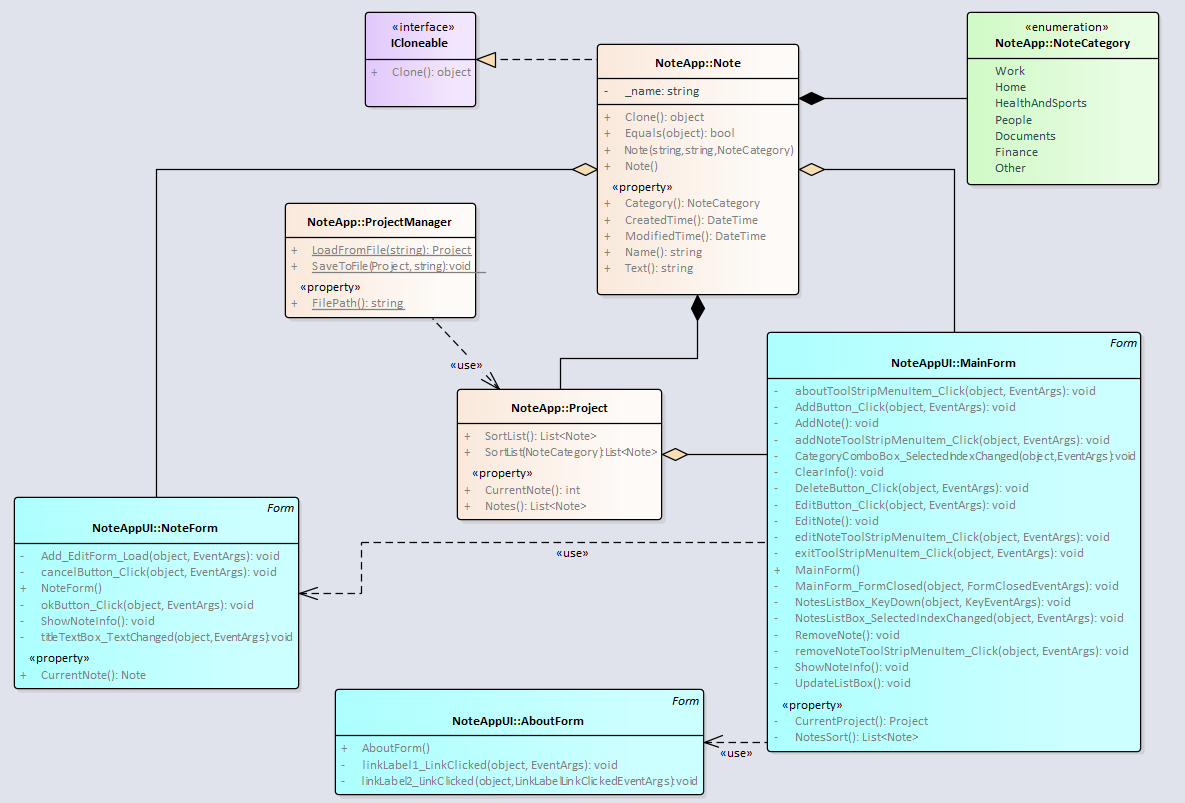 «interface»
ICloneable
+ Clone(): object
NoteApp::Note
- _name: string
+ Clone(): object
+ Equals(object): bool
+ Note(string,string,NoteCategory)
+ Note()
«property»
+ Category(): NoteCategory
+ CreatedTime(): DateTime
+ ModifiedTime(): DateTime
+ Name(): string
+ Text(): string
«enumeration»
NoteApp::NoteCategory
Work
Home
HealthAndSports
People
Documents
Finance
Other
NoteApp::ProjectManager
+ LoadFromFile(string): Project
+ SaveToFile(Project, string):void
«property»
+ FilePath(): string
«use»
NoteApp::Project
+ SortList(): List<Note>
+ SortList(NoteCategory):List<Note>
«property»
+ CurrentNote(): int
+ Notes(): List<Note>
Form
NoteAppUI::MainForm
- aboutToolStripMenuItem_Click(object, EventArgs): void
- AddButton_Click(object, EventArgs): void
- AddNote(): void
- addNoteToolStripMenuItem_Click(object, EventArgs): void
- CategoryComboBox_SelectedIndexChanged(object,EventArgs):void
- ClearInfo(): void
- DeleteButton_Click(object, EventArgs): void
- EditButton_Click(object, EventArgs): void
- EditNote(): void
- editNoteToolStripMenuItem_Click(object, EventArgs): void
- exitToolStripMenuItem_Click(object, EventArgs): void
+ MainForm()
- MainForm_FormClosed(object, FormClosedEventArgs): void
- NotesListBox_KeyDown(object, KeyEventArgs): void
- NotesListBox_SelectedIndexChanged(object, EventArgs): void
- RemoveNote(): void
- removeNoteToolStripMenuItem_Click(object, EventArgs): void
- ShowNoteInfo(): void
- UpdateListBox(): void
«property»
- CurrentProject(): Project
- NotesSort(): List<Note>
Form
NoteAppUI::NoteForm
- Add_EditForm_Load(object, EventArgs): void
- cancelButton_Click(object, EventArgs): void
+ NoteForm()
- okButton_Click(object, EventArgs): void
- ShowNoteInfo(): void
- titleTextBox_TextChanged(object,EventArgs):void
«property»
+ CurrentNote(): Note
«use»
Form
NoteAppUI::AboutForm
+ AboutForm()
- linkLabel1_LinkClicked(object, EventArgs): void
- linkLabel2_LinkClicked(object,LinkLabelLinkClickedEventArgs):void
«use»